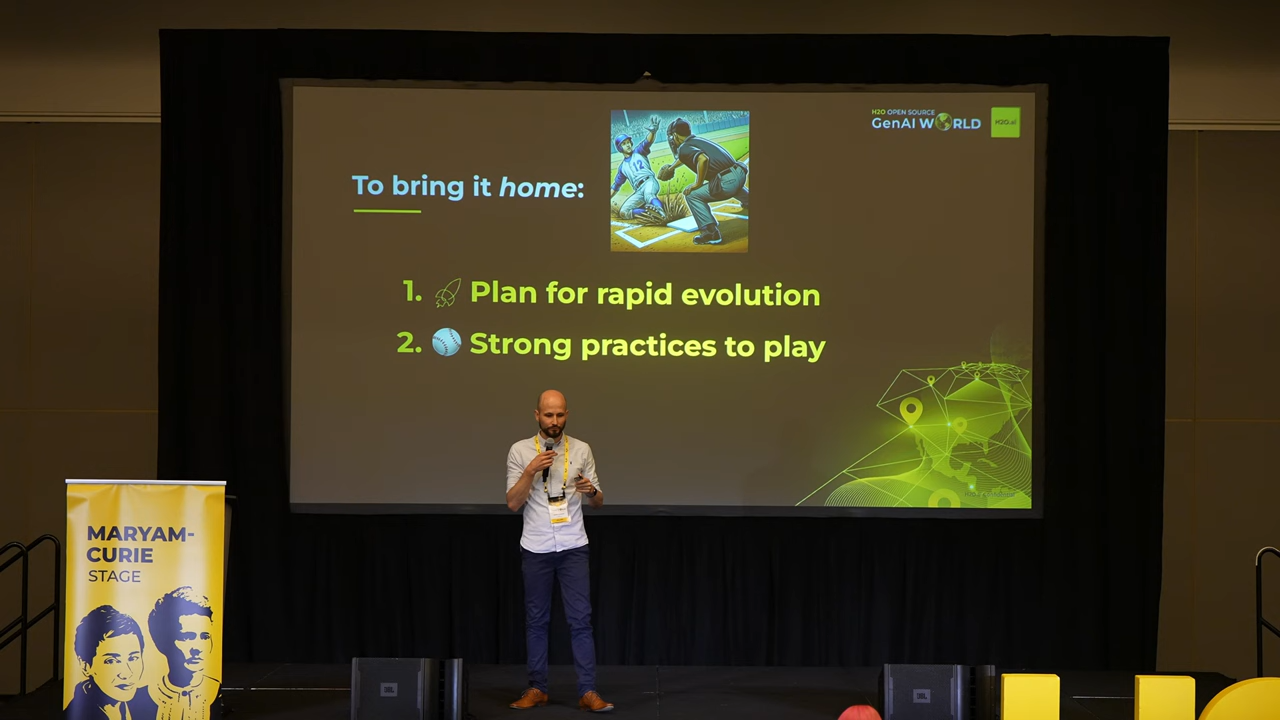 H2O OPEN SOURCE
GenAI WORLD
H2O.ai
To bring it home:
12
1. Plan for rapid evolution
2. Strong practices to play
MARYAM-
CURIE
STAGE
JBL